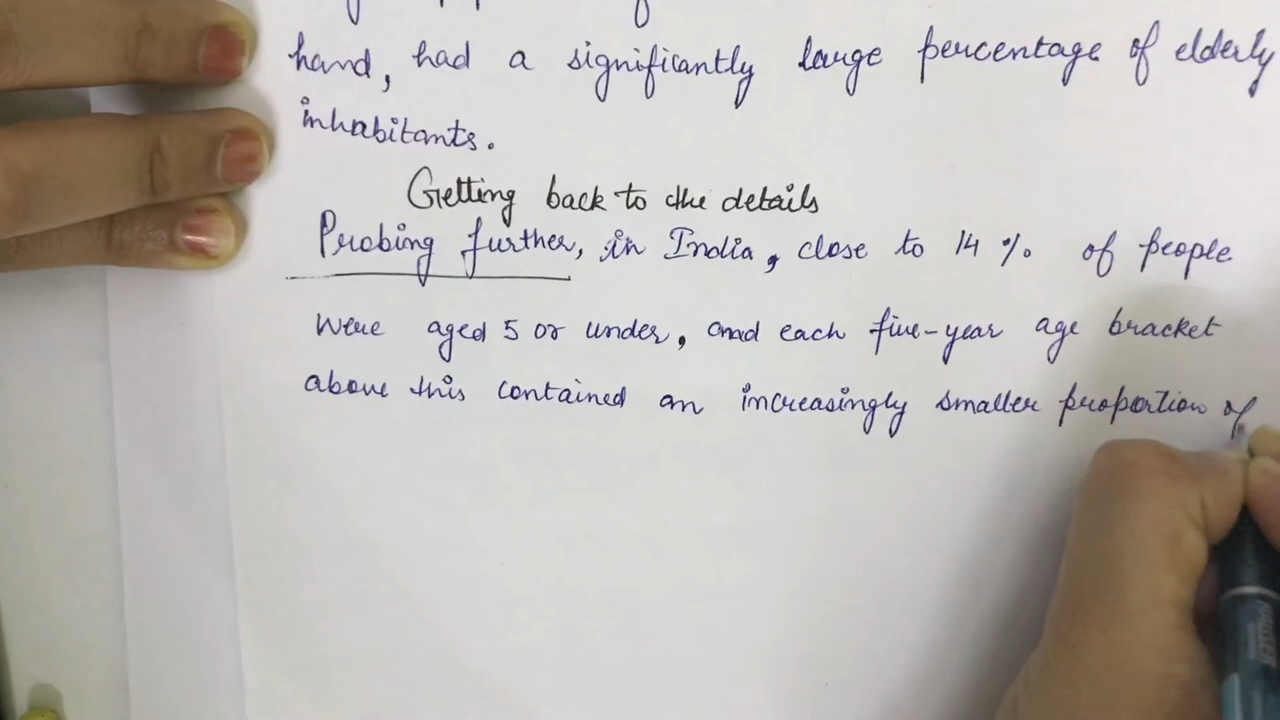 hand, had a significantly large percentage of elderly
inhabitants.
Getting back to the details
Probing further, in India, close to 14 % of people
were aged 5 or under, and each five-year age bracket
above this contained an increasingly smaller proportion of